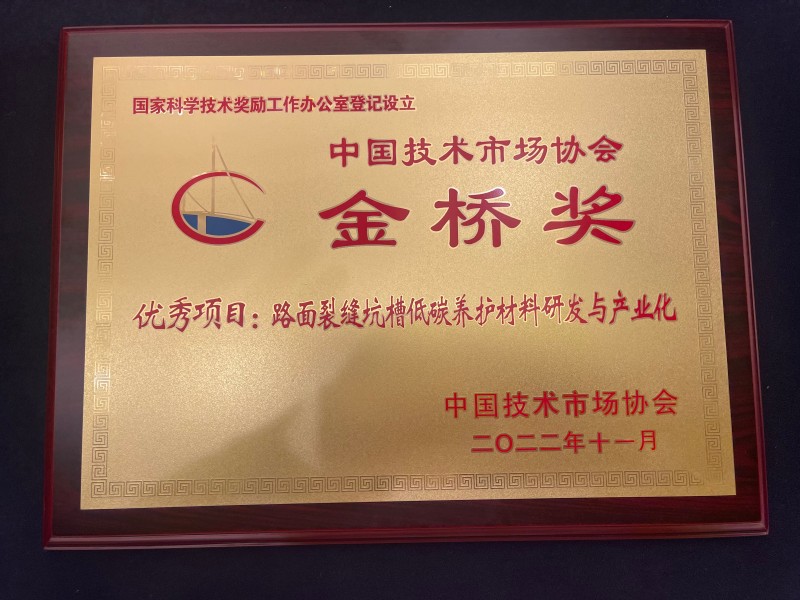 国家科学技术奖励工作办公室登记设立
中国技术市场协会
金桥奖
优秀项目：路面裂缝坑槽低碳养护材料研发与产业化
中国技术市场协会
二〇二二年十一月